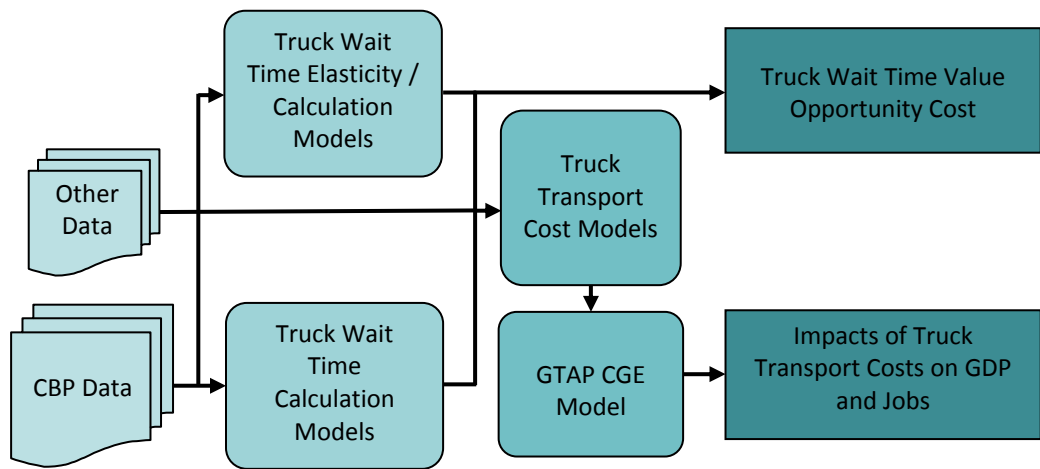 Truck Wait
Time Elasticity /
Calculation
Models
Truck Wait Time Value
Opportunity Cost
Other
Data
Truck
Transport
Cost Models
CBP Data
Truck Wait
Time
Calculation
Models
GTAP CGE
Model
Impacts of Truck
Transport Costs on GDP
and Jobs